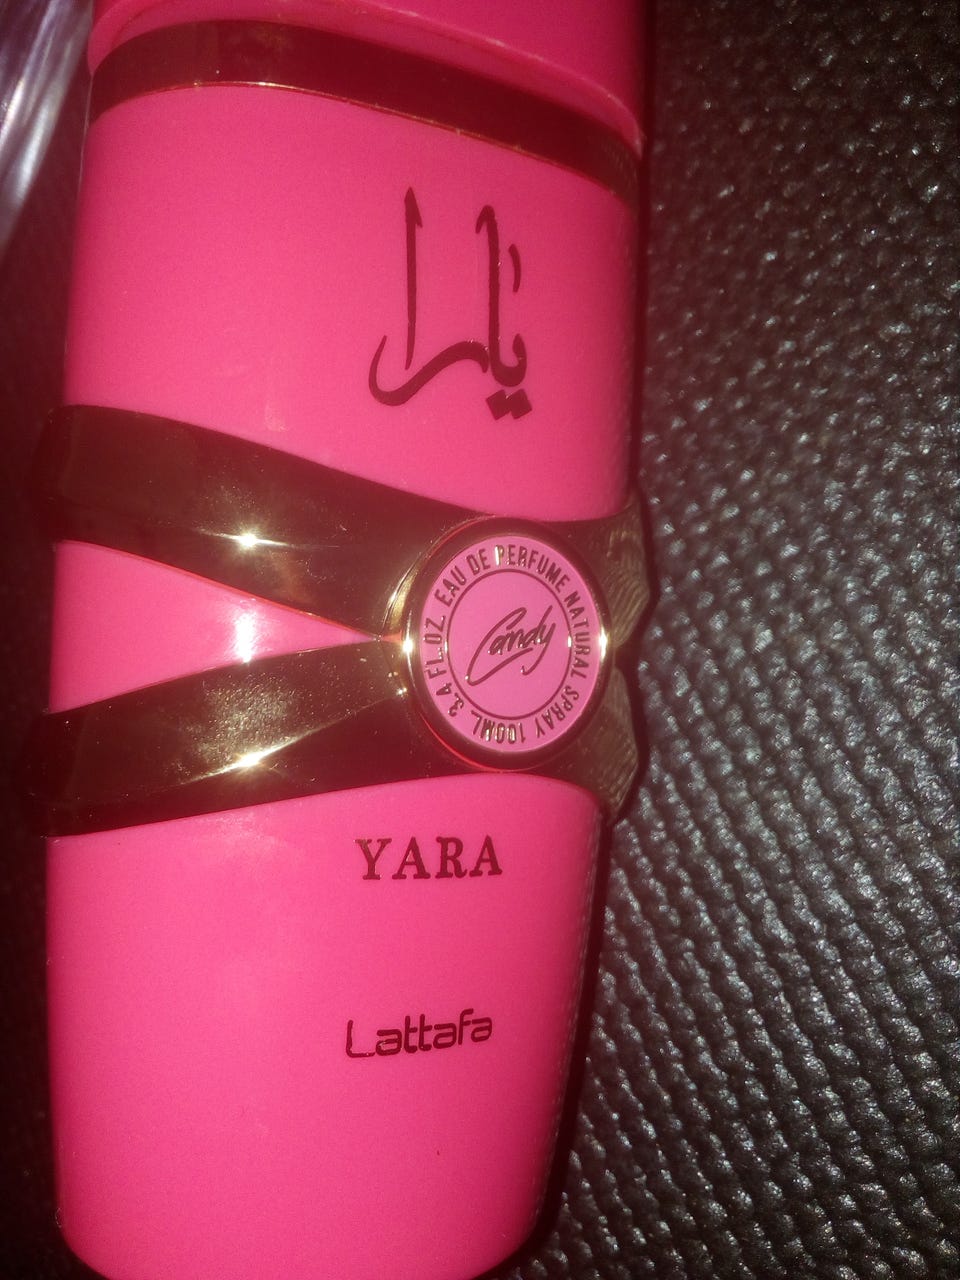 يارا
EAU DE PERFUME NATURAL SPRAY 100ML. 3.4 FL.OZ.
Candy
YARA
Lattafa